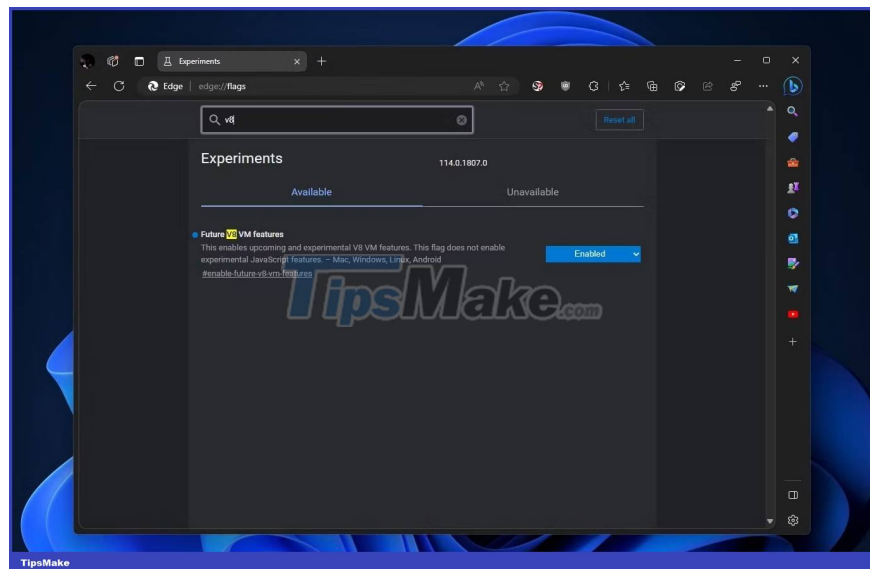 Experiments
Edge
edge://flags
v8
Reset all
Experiments
114.0.1807.0
Available
Unavailable
Future V8 VM features
This enables upcoming and experimental V8 VM features. This flag does not enable
experimental JavaScript features. – Mac, Windows, Linux, Android
#enable-future-v8-vm-features
Enabled
TipsMake.com
TipsMake